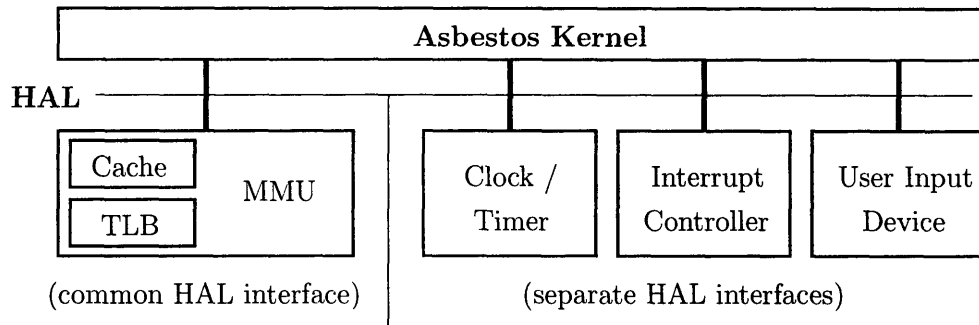 Asbestos Kernel
HAL
Cache
MMU
TLB
Clock /
Timer
Interrupt
Controller
User Input
Device
(common HAL interface)
(separate HAL interfaces)